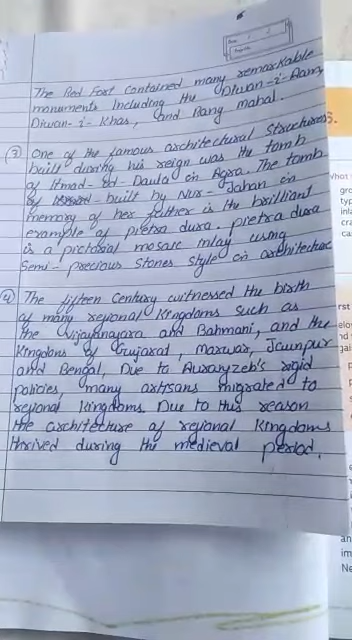 The Red Fort contained many remarkable
monuments including the Diwan-i-Aam,
Diwan-i-Khas, and Rang mahal.
(3) One of the famous architectural structures
built during his reign was the tomb
of Itmad-ud-Daula in Agra. The tomb
built by Nur-Jahan in
memory of her father is the brilliant
example of pietra dura. pietra dura
is a pictorial mosaic inlay using
Semi-precious Stones style in architecture
(4) The fifteen Century witnessed the birth
of many regional Kingdoms such as
the Vijayanagara and Bahmani, and the
Kingdoms of Gujarat, Marwar, Jaunpur
and Bengal, Due to Aurangzeb's rigid
policies, many artisans migrated to
regional Kingdoms. Due to this reason
the architecture of regional Kingdoms
thrived during the medieval period.